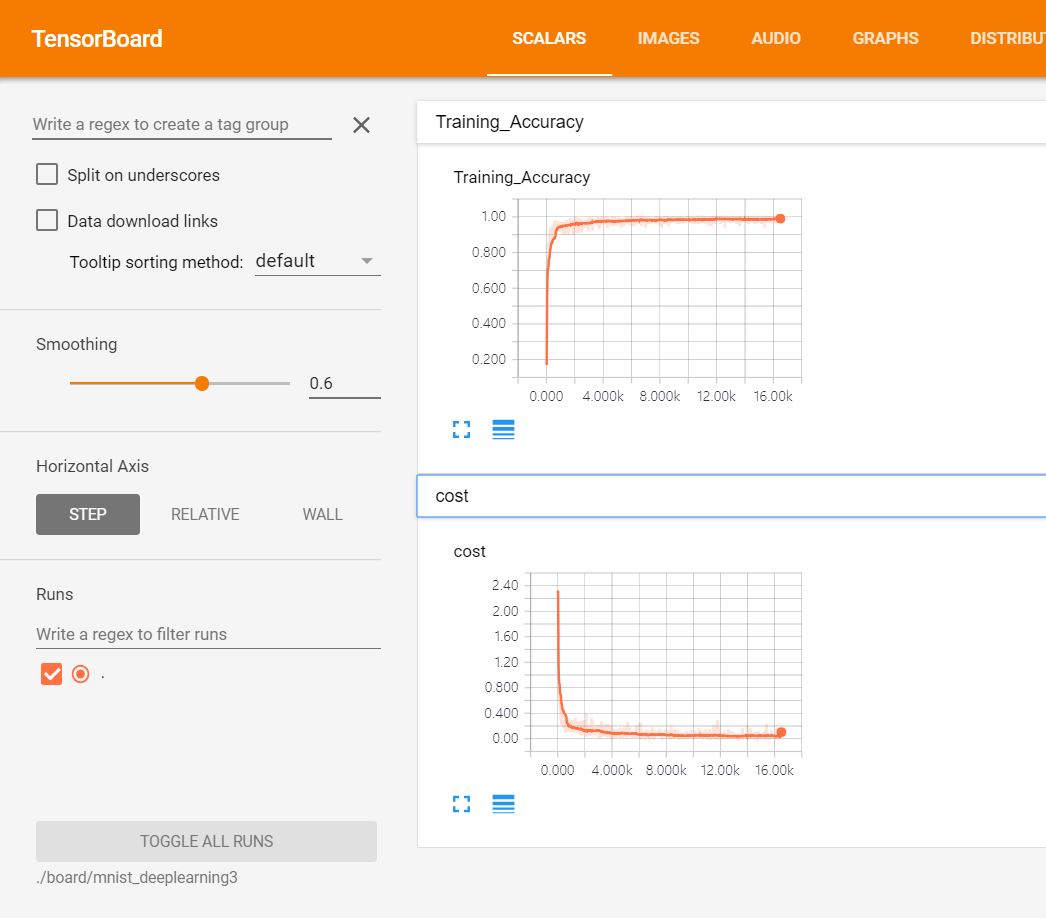 TensorBoard
SCALARS IMAGES AUDIO GRAPHS DISTRIBU
Write a regex to create a tag group
Split on underscores
Data download links
Tooltip sorting method: default
Smoothing
0.6
Horizontal Axis
STEP RELATIVE WALL
Runs
Write a regex to filter runs
.
TOGGLE ALL RUNS
./board/mnist_deeplearning3
Training_Accuracy
Training_Accuracy
1.00
0.800
0.600
0.400
0.200
0.000 4.000k 8.000k 12.00k 16.00k
cost
cost
2.40
2.00
1.60
1.20
0.800
0.400
0.00
0.000 4.000k 8.000k 12.00k 16.00k